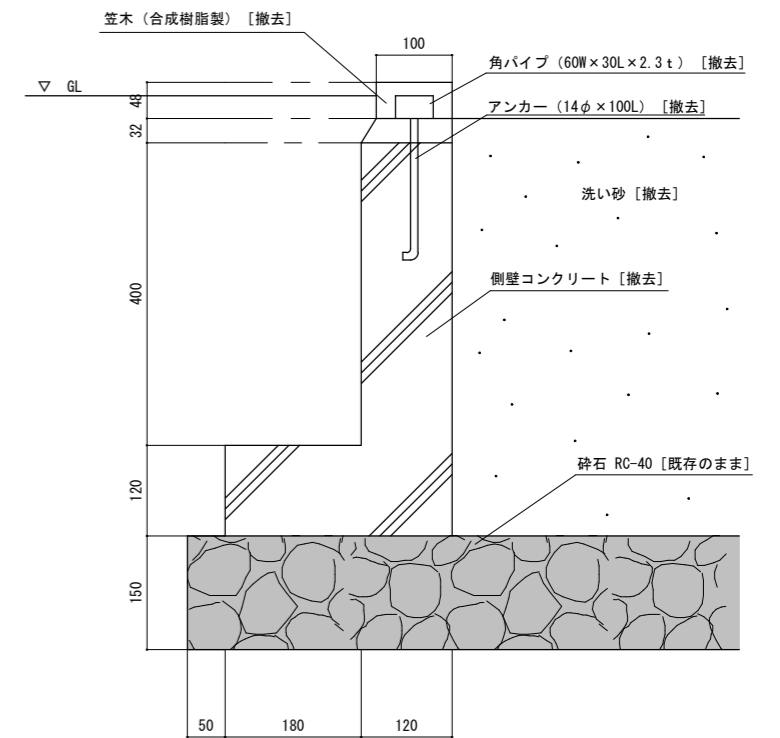 笠木（合成樹脂製）［撤去］
100
角パイプ（60W×30L×2.3ｔ）［撤去］
▽ GL
48
アンカー（14φ×100L）［撤去］
32
洗い砂［撤去］
側壁コンクリート［撤去］
400
砕石 RC-40［既存のまま］
120
150
50
180
120